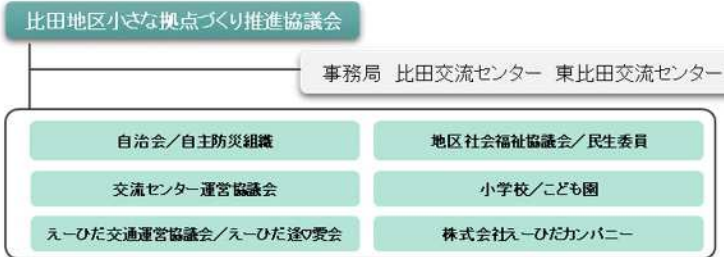 比田地区小さな拠点づくり推進協議会
事務局 比田交流センター 東比田交流センター
自治会／自主防災組織
地区社会福祉協議会／民生委員
交流センター運営協議会
小学校／こども園
えーひだ交通運営協議会／えーひだ逢♡愛会
株式会社えーひだカンパニー